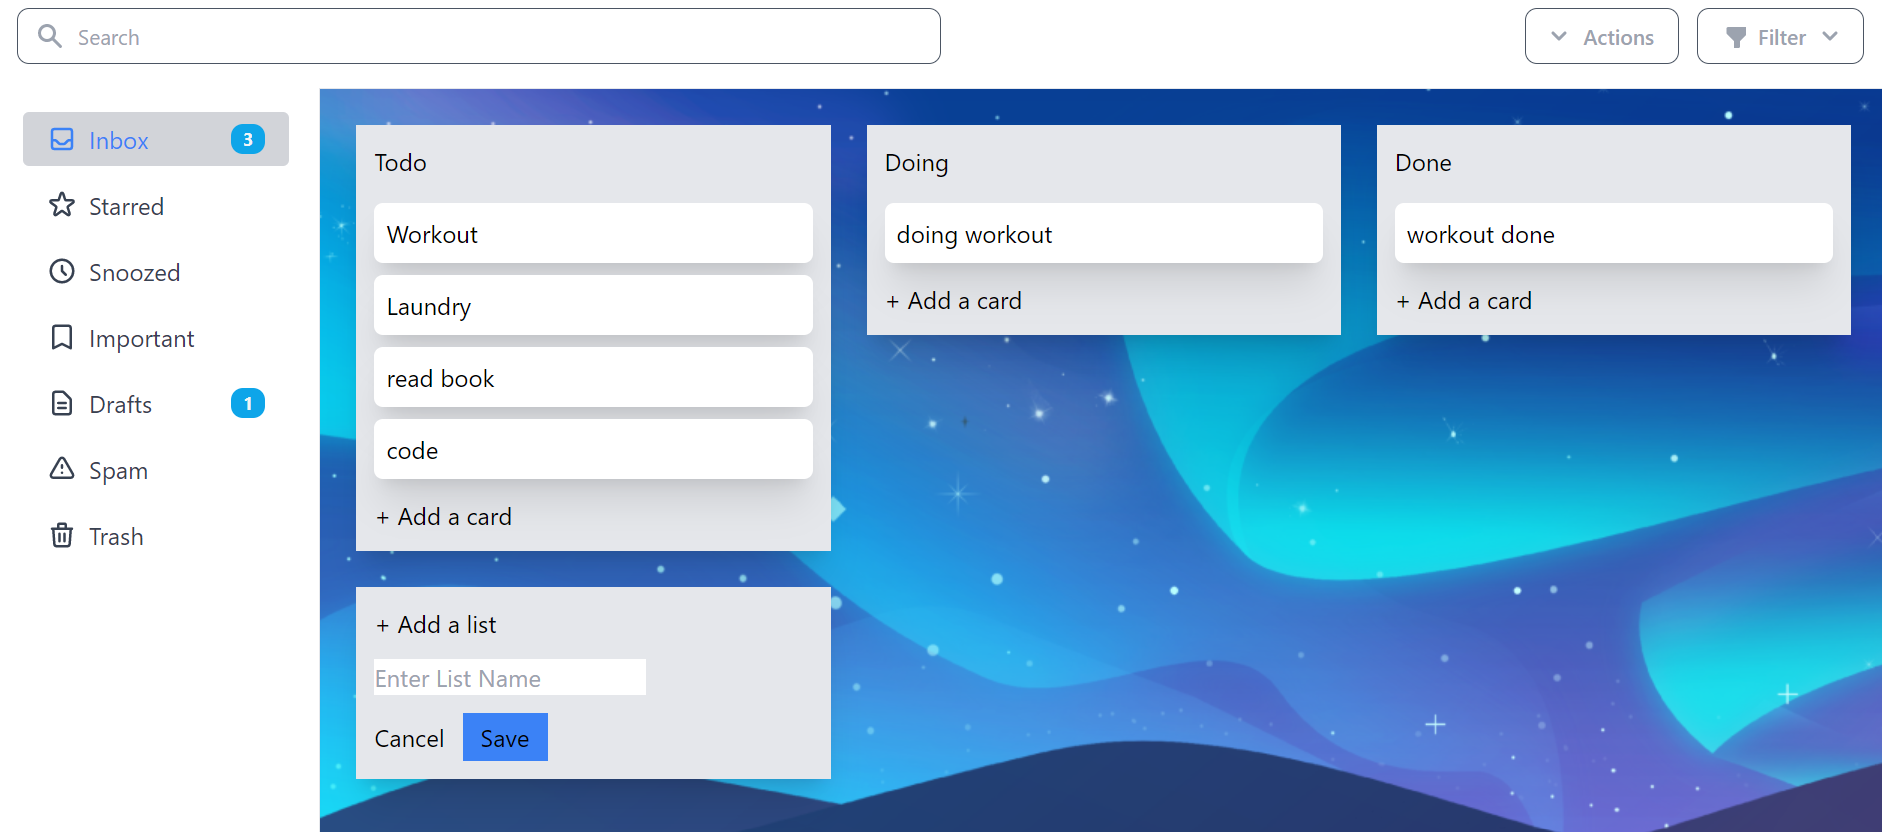 Search
Actions
Filter
Inbox 3
Starred
Snoozed
Important
Drafts 1
Spam
Trash
Todo
Workout
Laundry
read book
code
+ Add a card
Doing
doing workout
+ Add a card
Done
workout done
+ Add a card
+ Add a list
Enter List Name
Cancel Save